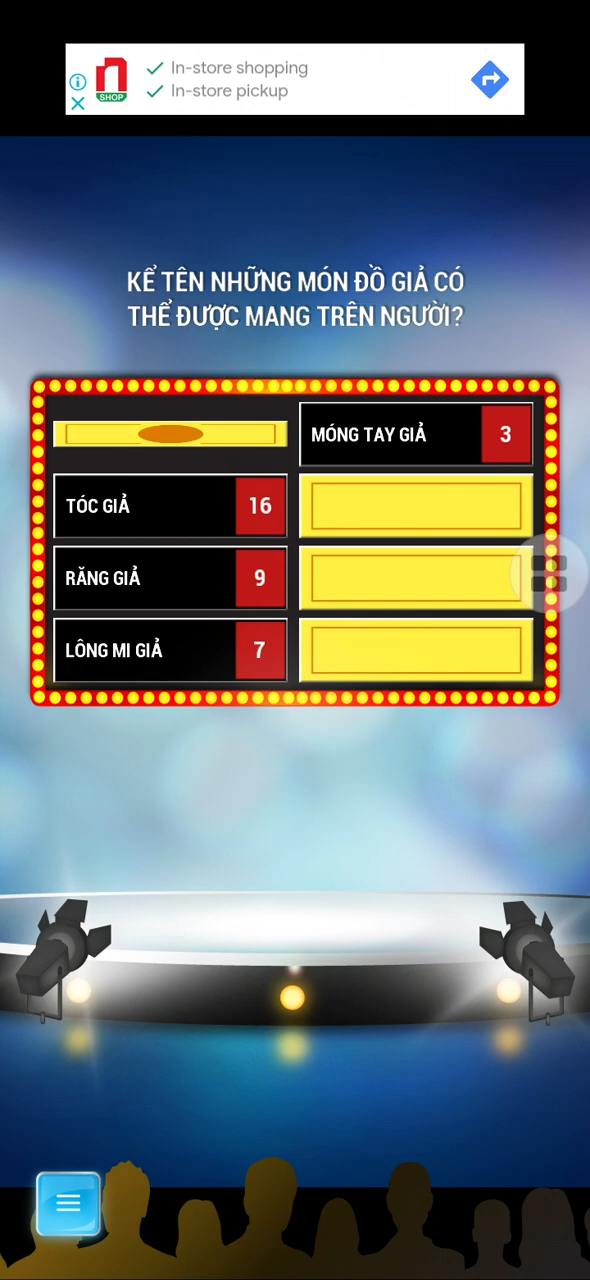 In-store shopping
SHOP
In-store pickup
KỂ TÊN NHỮNG MÓN ĐỒ GIẢ CÓ
THỂ ĐƯỢC MANG TRÊN NGƯỜI?
MÓNG TAY GIẢ 3
TÓC GIẢ 16
RĂNG GIẢ 9
LÔNG MI GIẢ 7